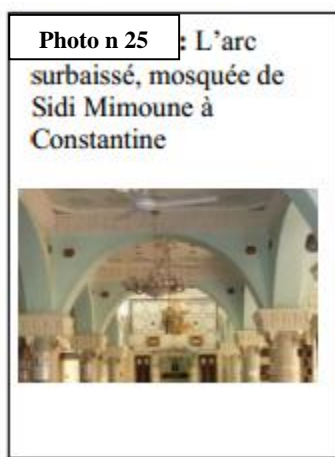 Photo n 25 : L'arc
surbaissé, mosquée de
Sidi Mimoune à
Constantine